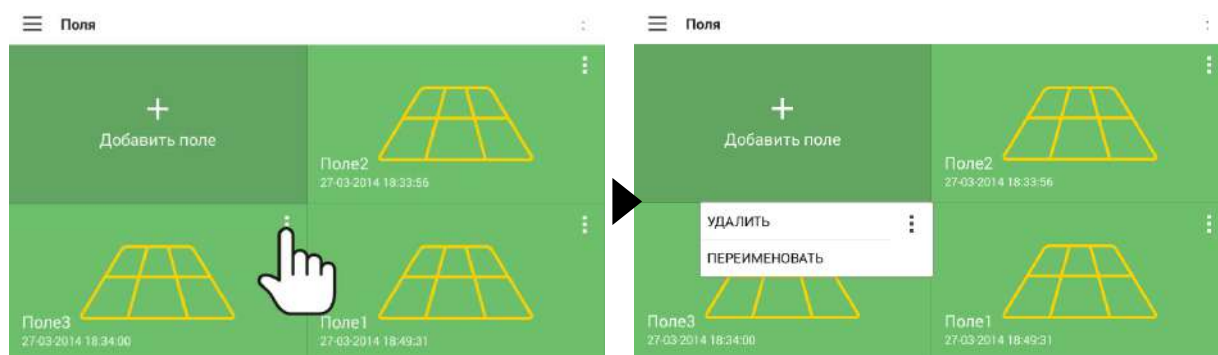 Поля
Добавить поле
Поле2
27-03-2014 18:33:56
Поле3
27-03-2014 18:34:00
Поле1
27-03-2014 18:49:31
Поля
Добавить поле
Поле2
27-03-2014 18:33:56
УДАЛИТЬ
ПЕРЕИМЕНОВАТЬ
Поле3
27-03-2014 18:34:00
Поле1
27-03-2014 18:49:31